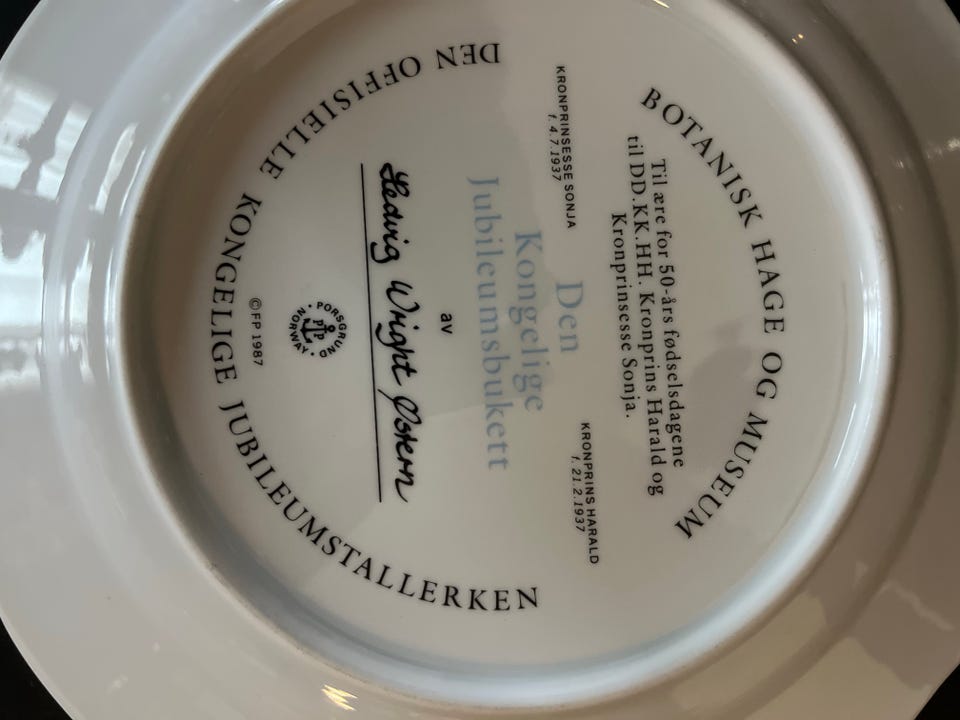 BOTANISK HAGE OG MUSEUM
Til ære for 50-års fødselsdagene
til DD.KK.HH. Kronprins Harald og
Kronprinsesse Sonja.
KRONPRINSESSE SONJA
f. 4.7.1937
KRONPRINS HARALD
f. 21.2.1937
Den
Kongelige
Jubileumsbukett
av
Hedvig Wright Østern
PORSGRUND
PP
NORWAY
©FP 1987
DEN OFFISIELLE KONGELIGE JUBILEUMSTALLERKEN